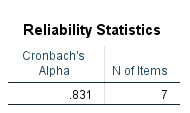 Reliability Statistics
Cronbach's
Alpha N of Items
.831 7